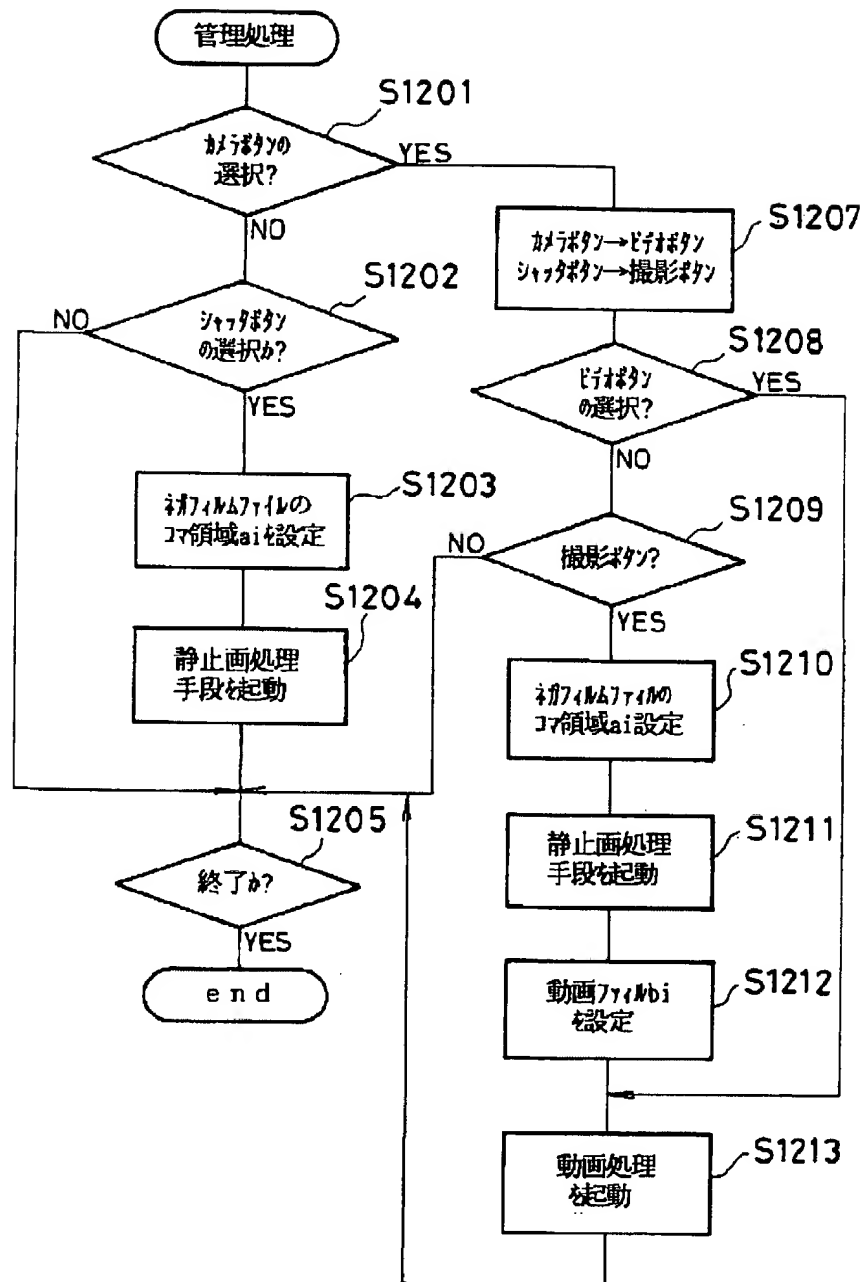 管理処理
S1201
カメラボタンの
選択?
YES
NO
S1202
シャッタボタン
の選択か?
NO
YES
S1203
ネガフィルムファイルの
コマ領域aiを設定
S1204
静止画処理
手段を起動
S1205
終了か?
YES
end
S1207
カメラボタン→ビデオボタン
シャッタボタン→撮影ボタン
S1208
ビデオボタン
の選択?
YES
NO
S1209
撮影ボタン?
NO
YES
S1210
ネガフィルムファイルの
コマ領域ai設定
S1211
静止画処理
手段を起動
S1212
動画ファイルbi
を設定
S1213
動画処理
を起動